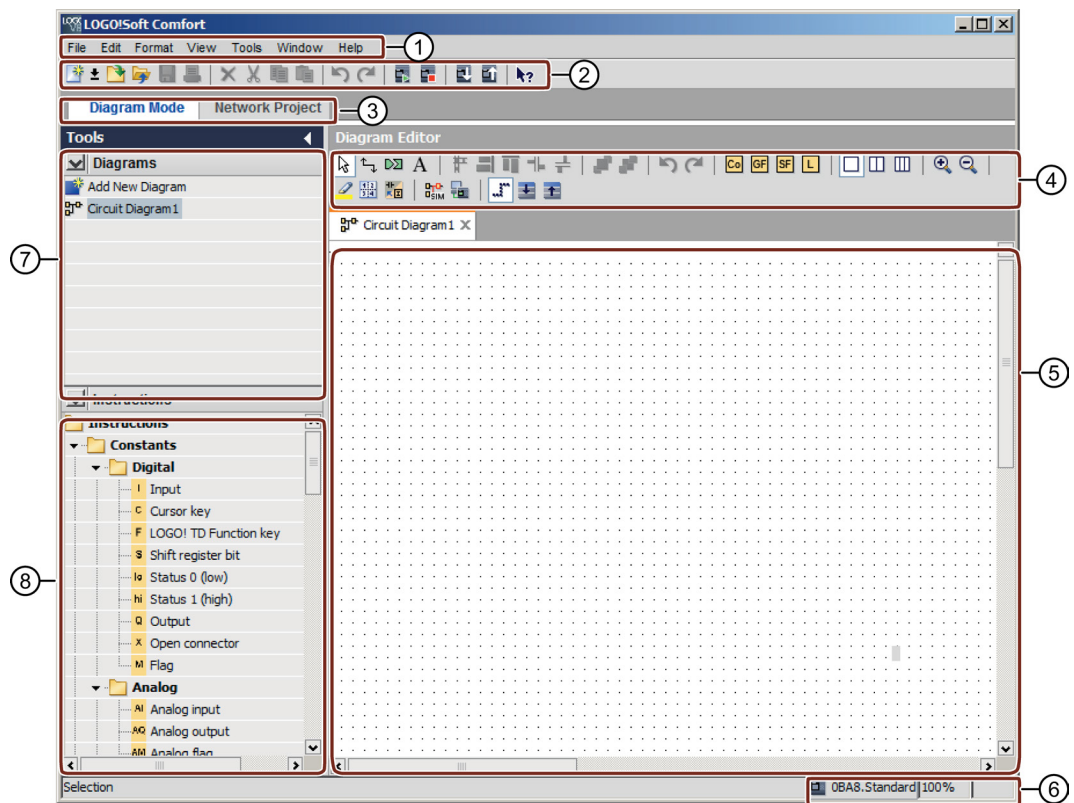 LOGO!Soft Comfort
File Edit Format View Tools Window Help
1
2
Diagram Mode Network Project
3
Tools
Diagram Editor
Diagrams
A Co GF SF L
4
Add New Diagram
SIM
Circuit Diagram1
Circuit Diagram1 X
7
5
Instructions
Instructions
Constants
Digital
I Input
C Cursor key
F LOGO! TD Function key
S Shift register bit
8
lo Status 0 (low)
hi Status 1 (high)
Q Output
X Open connector
M Flag
Analog
AI Analog input
AQ Analog output
AM Analog flag
Selection
0BA8.Standard 100%
6